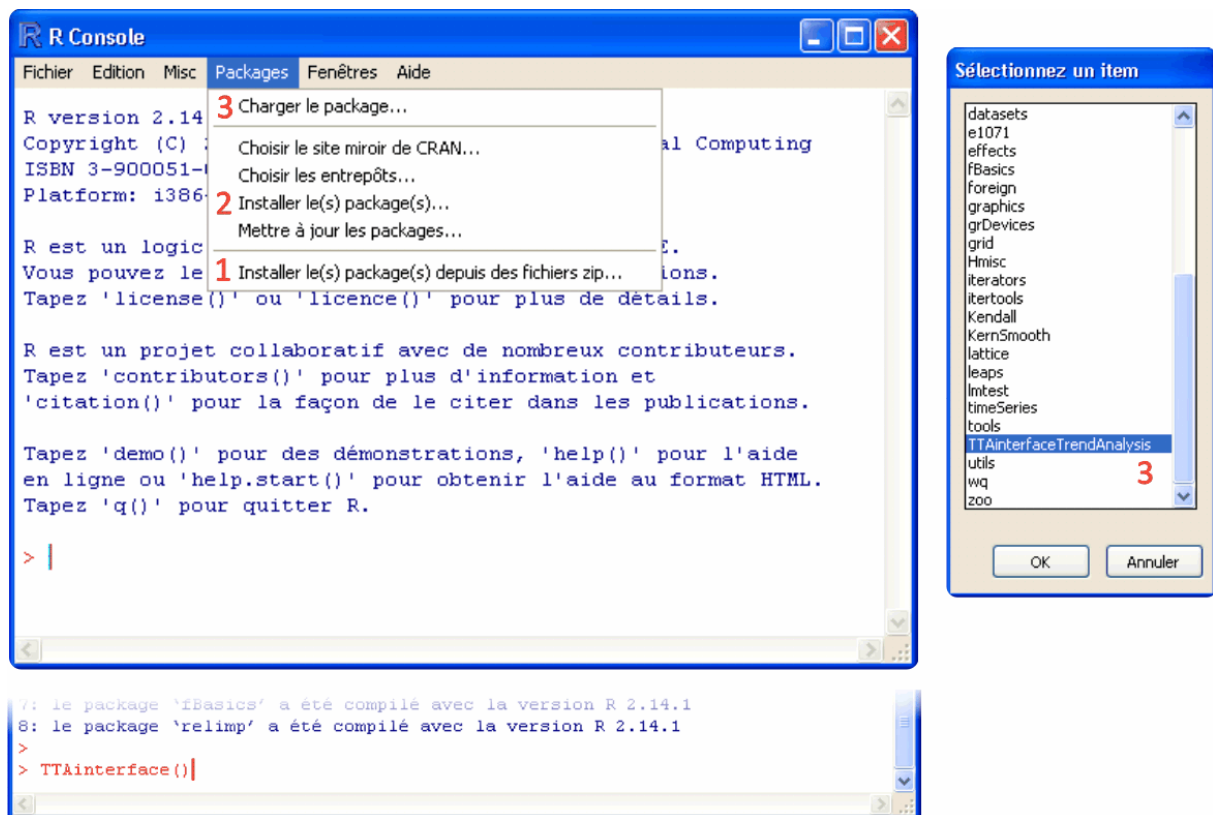 R Console
Fichier Edition Misc Packages Fenêtres Aide
R version 2.14
Copyright (C) al Computing
ISBN 3-900051-
Platform: i386-
R est un logic E.
Vous pouvez le ions.
Tapez 'license()' ou 'licence()' pour plus de détails.
R est un projet collaboratif avec de nombreux contributeurs.
Tapez 'contributors()' pour plus d'information et
'citation()' pour la façon de le citer dans les publications.
Tapez 'demo()' pour des démonstrations, 'help()' pour l'aide
en ligne ou 'help.start()' pour obtenir l'aide au format HTML.
Tapez 'q()' pour quitter R.
>
3 Charger le package...
Choisir le site miroir de CRAN...
Choisir les entrepôts...
2 Installer le(s) package(s)...
Mettre à jour les packages...
1 Installer le(s) package(s) depuis des fichiers zip...
Sélectionnez un item
datasets
e1071
effects
fBasics
foreign
graphics
grDevices
grid
Hmisc
iterators
itertools
Kendall
KernSmooth
lattice
leaps
lmtest
timeSeries
tools
TTAinterfaceTrendAnalysis
utils
wq
zoo
3
OK Annuler
7: le package ‘fBasics’ a été compilé avec la version R 2.14.1
8: le package ‘relimp’ a été compilé avec la version R 2.14.1
>
> TTAinterface()